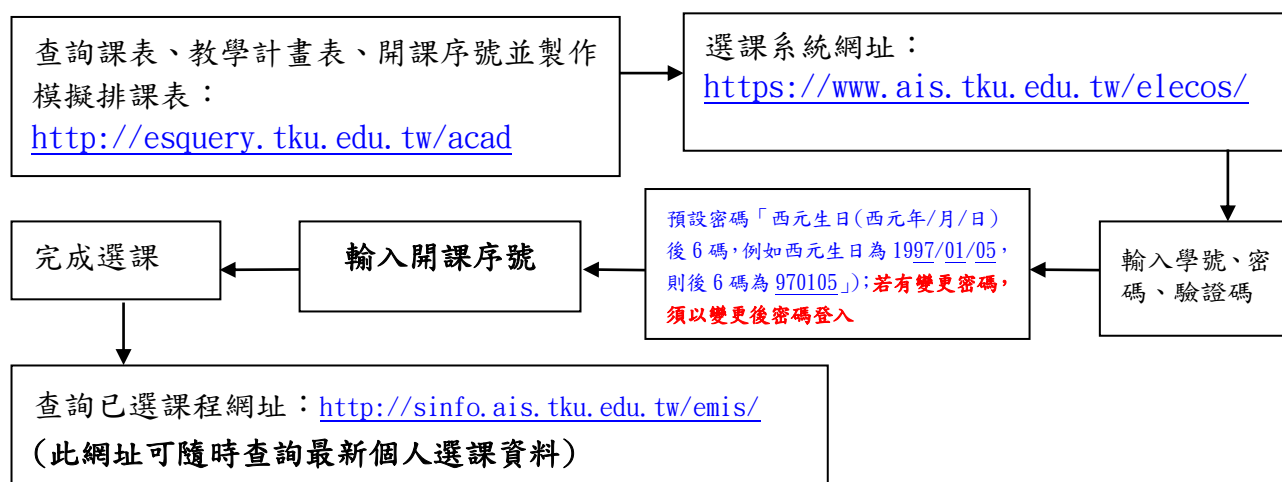 查詢課表、教學計畫表、開課序號並製作
模擬排課表：
http://esquery.tku.edu.tw/acad
選課系統網址：
https://www.ais.tku.edu.tw/elecos/
輸入學號、密
碼、驗證碼
預設密碼「西元生日(西元年/月/日)
後6碼,例如西元生日為1997/01/05，
則後6碼為970105」)；若有變更密碼，
須以變更後密碼登入
輸入開課序號
完成選課
查詢已選課程網址：http://sinfo.ais.tku.edu.tw/emis/
(此網址可隨時查詢最新個人選課資料)